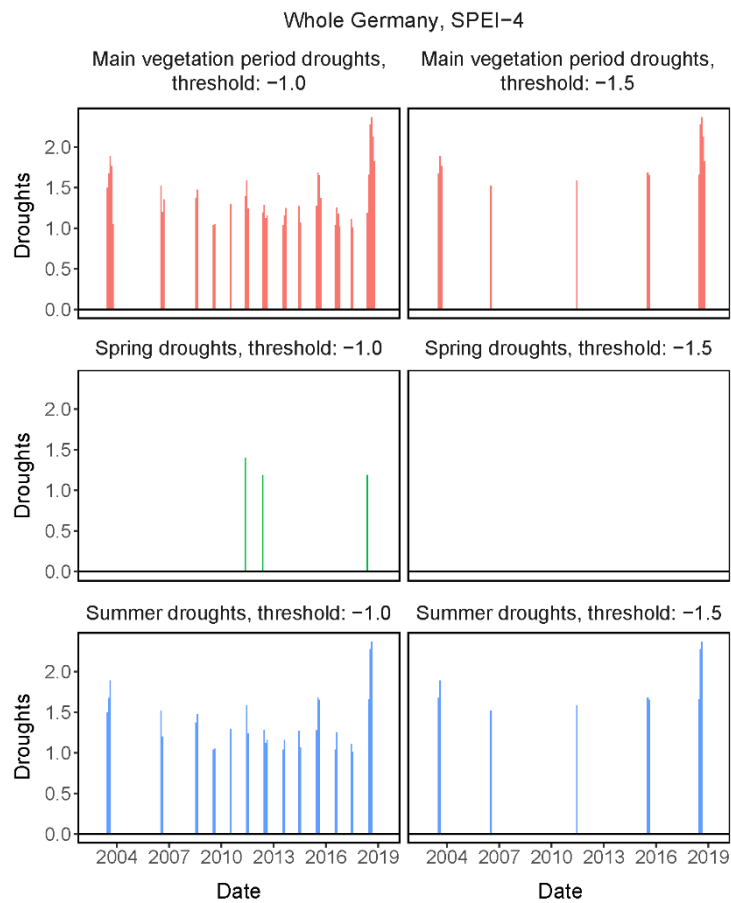 Whole Germany, SPEI−4
Main vegetation period droughts,
threshold: −1.0
Main vegetation period droughts,
threshold: −1.5
Droughts
2.0
1.5
1.0
0.5
0.0
Spring droughts, threshold: −1.0
Spring droughts, threshold: −1.5
Droughts
2.0
1.5
1.0
0.5
0.0
Summer droughts, threshold: −1.0
Summer droughts, threshold: −1.5
Droughts
2.0
1.5
1.0
0.5
0.0
2004 2007 2010 2013 2016 2019
2004 2007 2010 2013 2016 2019
Date
Date